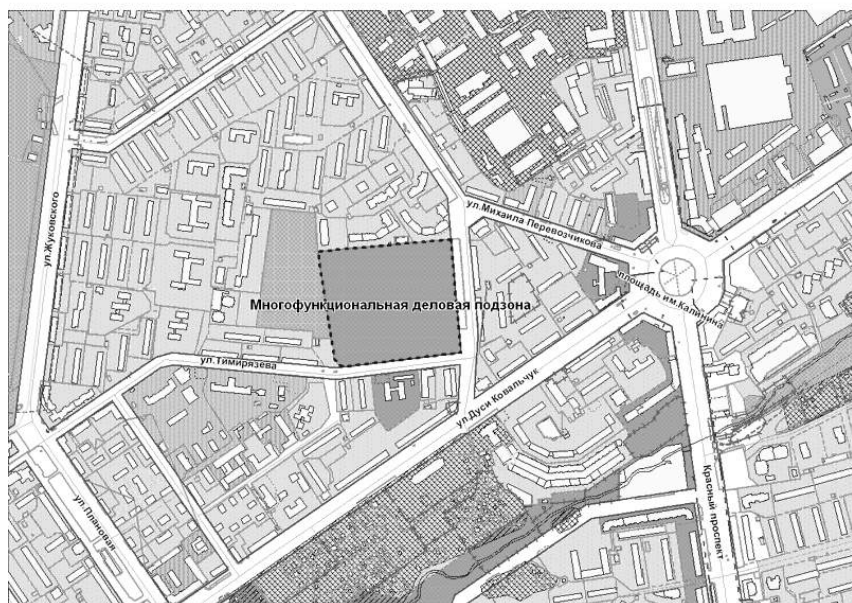 ул.Жуковского
ул.Михаила Перевозчикова
площадь им.Калинина
Многофункциональная деловая подзона
ул.Тимирязева
ул.Дуси Ковальчук
ул.Плановая
Красный проспект